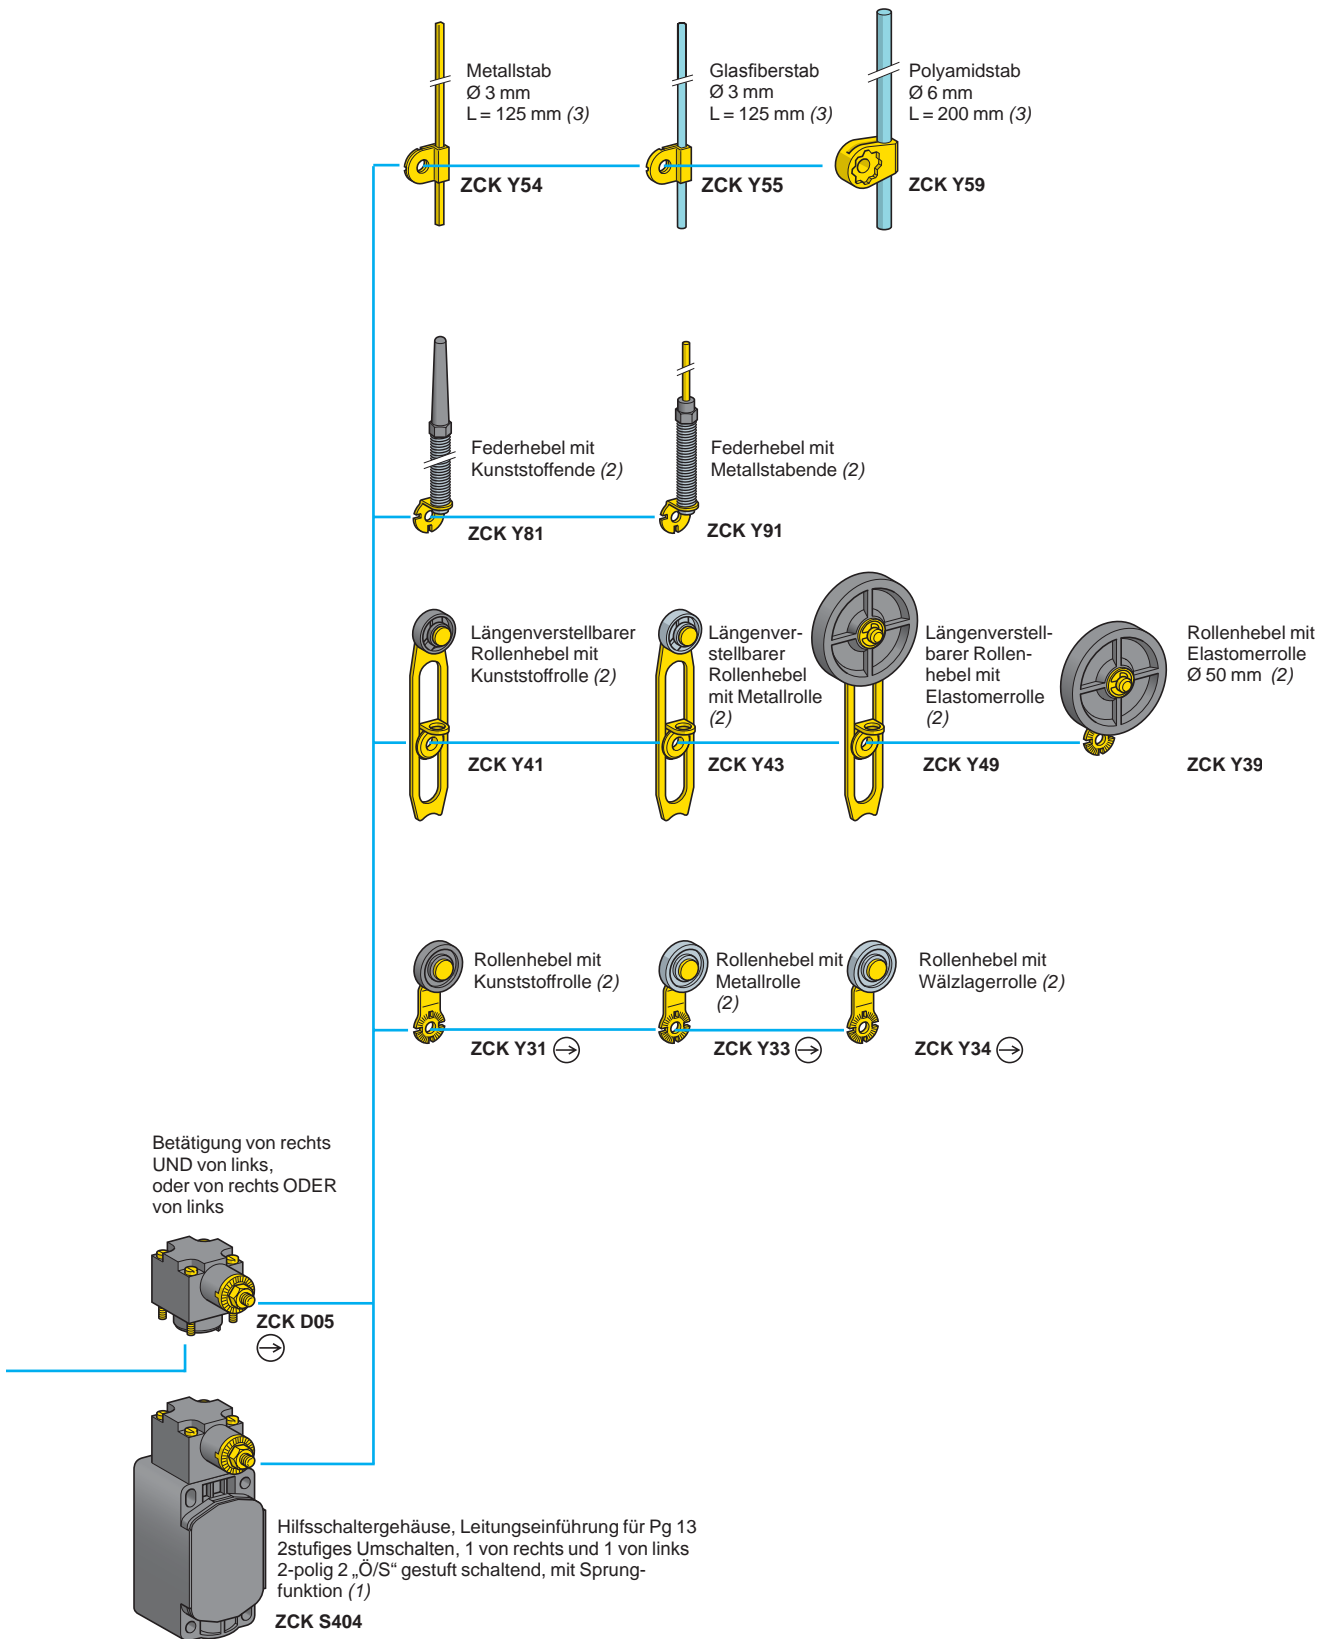 Metallstab
Ø 3 mm
L = 125 mm (3)
ZCK Y54
Glasfiberstab
Ø 3 mm
L = 125 mm (3)
ZCK Y55
Polyamidstab
Ø 6 mm
L = 200 mm (3)
ZCK Y59
Federhebel mit
Kunststoffende (2)
ZCK Y81
Federhebel mit
Metallstabende (2)
ZCK Y91
Längenverstellbarer
Rollenhebel mit
Kunststoffrolle (2)
ZCK Y41
Längenver-
stellbarer
Rollenhebel
mit Metallrolle
(2)
ZCK Y43
Längenverstell-
barer Rollen-
hebel mit
Elastomerrolle
(2)
ZCK Y49
Rollenhebel mit
Elastomerrolle
Ø 50 mm (2)
ZCK Y39
Rollenhebel mit
Kunststoffrolle (2)
ZCK Y31
Rollenhebel mit
Metallrolle
(2)
ZCK Y33
Rollenhebel mit
Wälzlagerrolle (2)
ZCK Y34
Betätigung von rechts
UND von links,
oder von rechts ODER
von links
ZCK D05
Hilfsschaltergehäuse, Leitungseinführung für Pg 13
2stufiges Umschalten, 1 von rechts und 1 von links
2-polig 2 „Ö/S“ gestuft schaltend, mit Sprung-
funktion (1)
ZCK S404